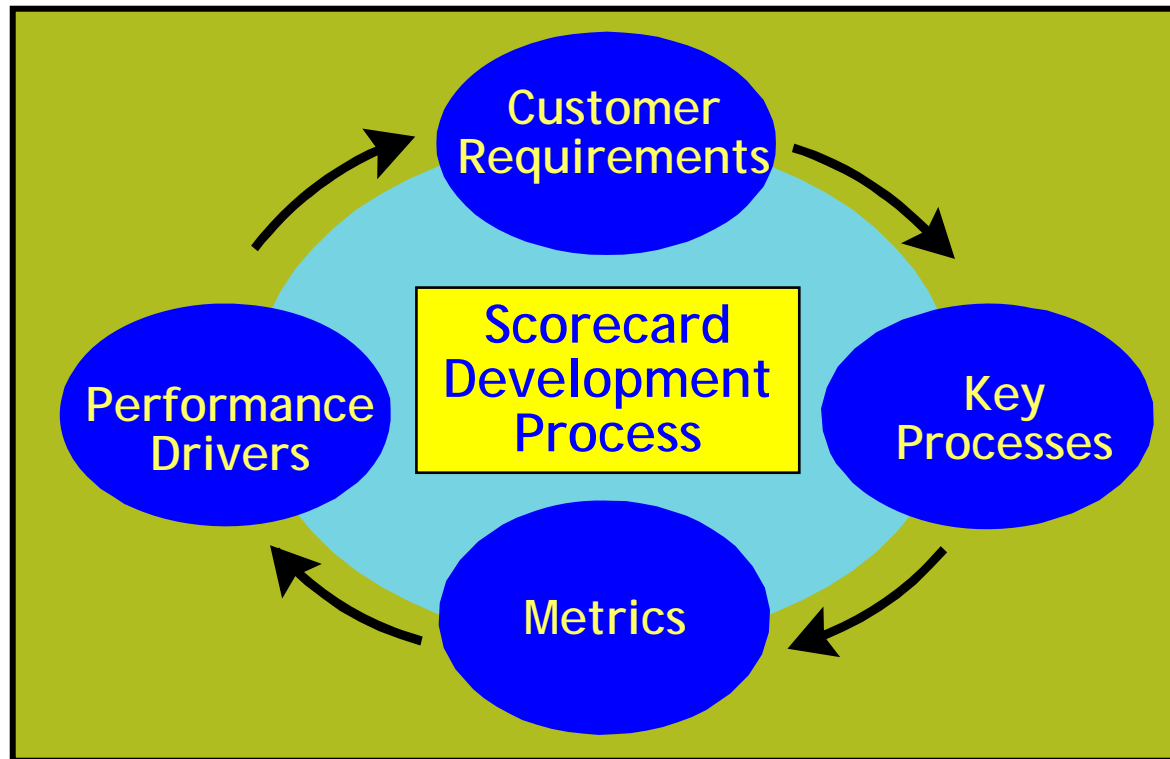 Customer
Requirements
Scorecard
Development
Process
Performance
Drivers
Key
Processes
Metrics